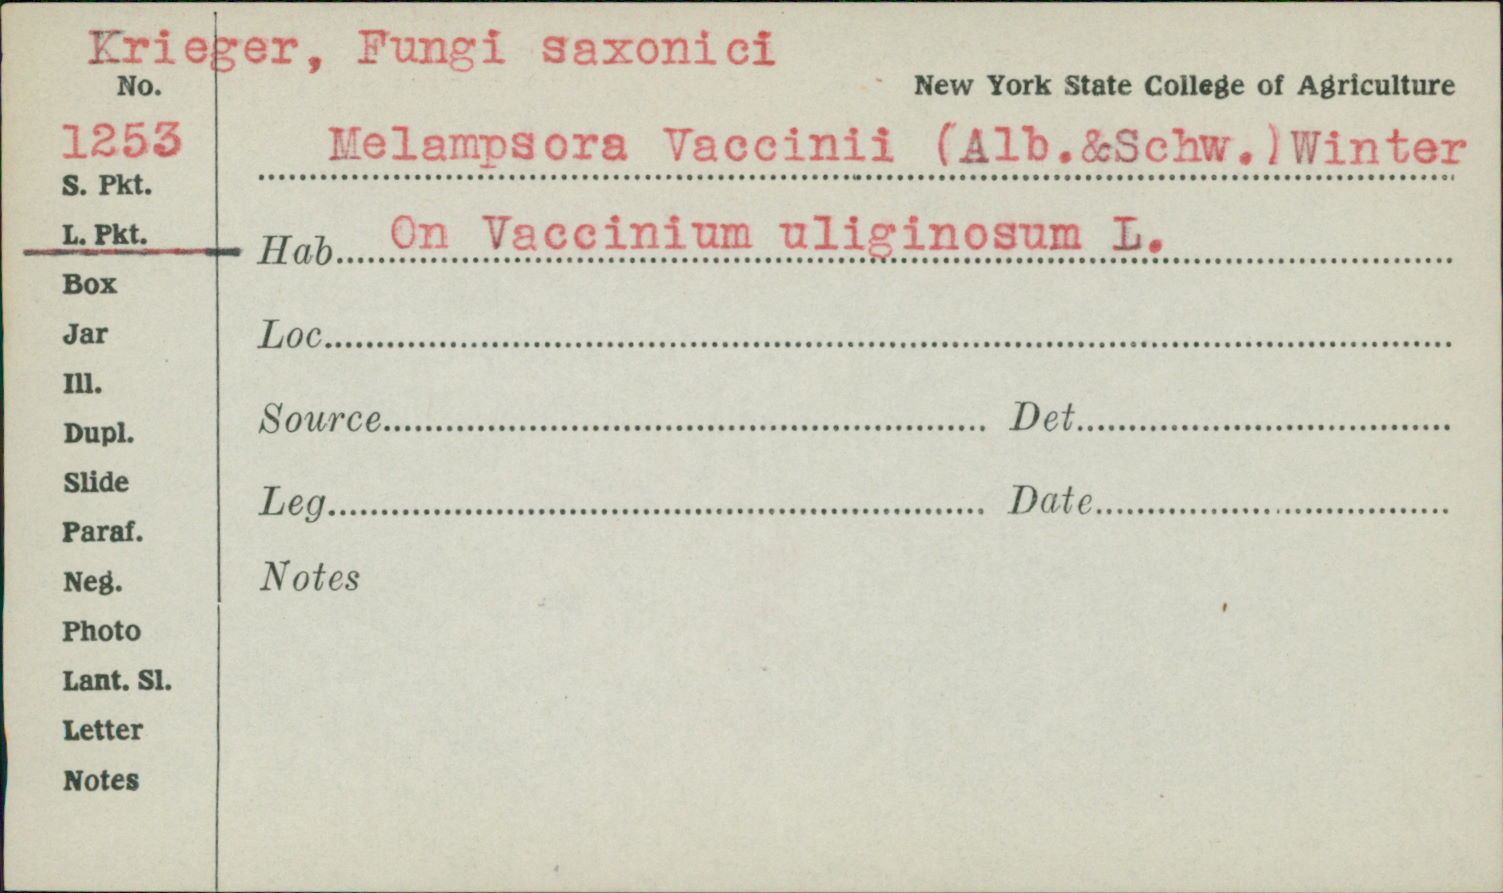 Krieger, Fungi saxonici
No.
New York State College of Agriculture
1253
Melampsora Vaccinii (Alb.&Schw.)Winter
S. Pkt.
L. Pkt.
Hab. On Vaccinium uliginosum L.
Box
Jar
Loc.
Ill.
Source
Det.
Dupl.
Slide
Leg.
Date
Paraf.
Neg.
Notes
Photo
Lant. Sl.
Letter
Notes